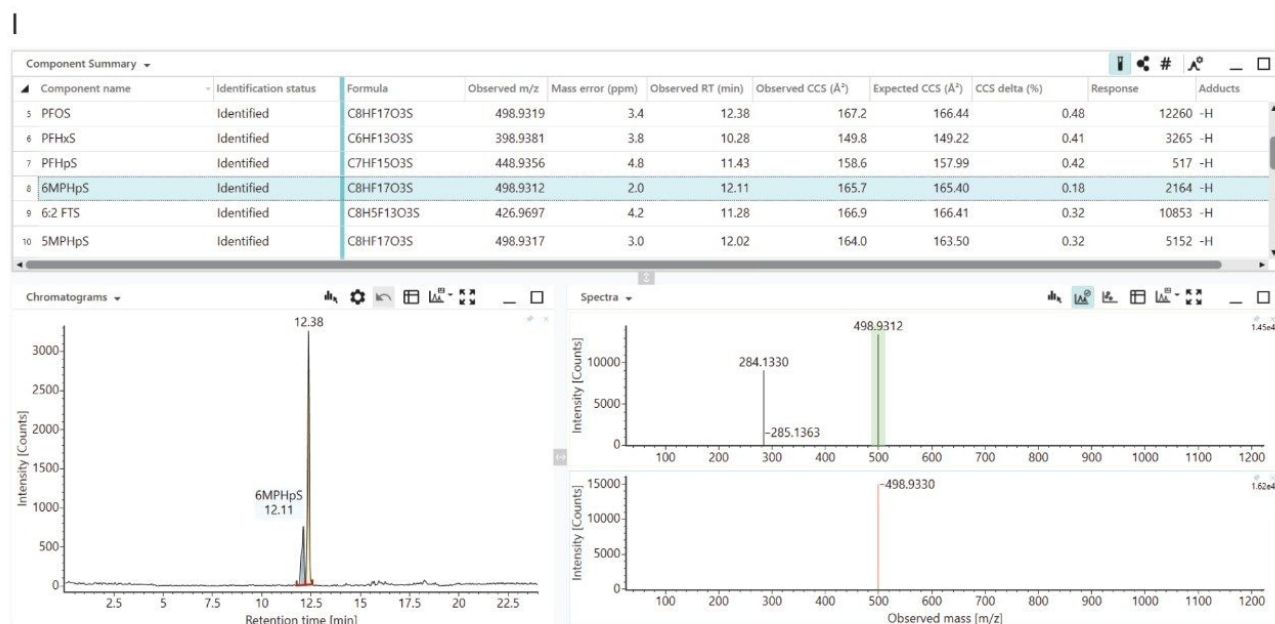 Component Summary
Component name Identification status Formula Observed m/z Mass error (ppm) Observed RT (min) Observed CCS (Å²) Expected CCS (Å²) CCS delta (%) Response Adducts
5 PFOS Identified C8HF17O3S 498.9319 3.4 12.38 167.2 166.44 0.48 12260 -H
6 PFHxS Identified C6HF13O3S 398.9381 3.8 10.28 149.8 149.22 0.41 3265 -H
7 PFHpS Identified C7HF15O3S 448.9356 4.8 11.43 158.6 157.99 0.42 517 -H
8 6MPHpS Identified C8HF17O3S 498.9312 2.0 12.11 165.7 165.40 0.18 2164 -H
9 6:2 FTS Identified C8H5F13O3S 426.9697 4.2 11.28 166.9 166.41 0.32 10853 -H
10 5MPHpS Identified C8HF17O3S 498.9317 3.0 12.02 164.0 163.50 0.32 5152 -H
Chromatograms
12.38
6MPHpS
12.11
Intensity [Counts]
3000
2500
2000
1500
1000
500
0
2.5 5 7.5 10 12.5 15 17.5 20 22.5
Retention time [min]
Spectra
1.45e4
498.9312
284.1330
-285.1363
Intensity [Counts]
10000
5000
0
100 200 300 400 500 600 700 800 900 1000 1100 1200
1.62e4
-498.9330
Intensity [Counts]
15000
10000
5000
0
100 200 300 400 500 600 700 800 900 1000 1100 1200
Observed mass [m/z]